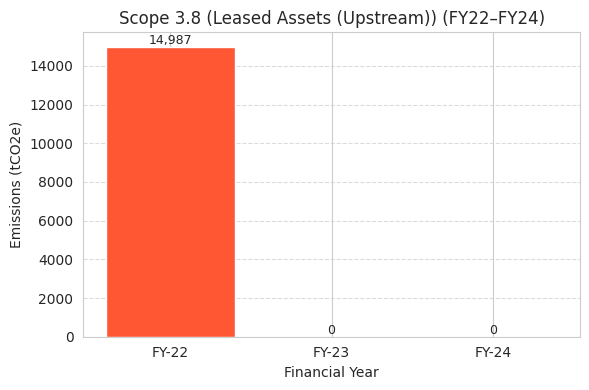 Scope 3.8 (Leased Assets (Upstream)) (FY22–FY24)
14,987
14000
12000
10000
8000
6000
4000
2000
0
0
0
Emissions (tCO2e)
FY-22
FY-23
FY-24
Financial Year